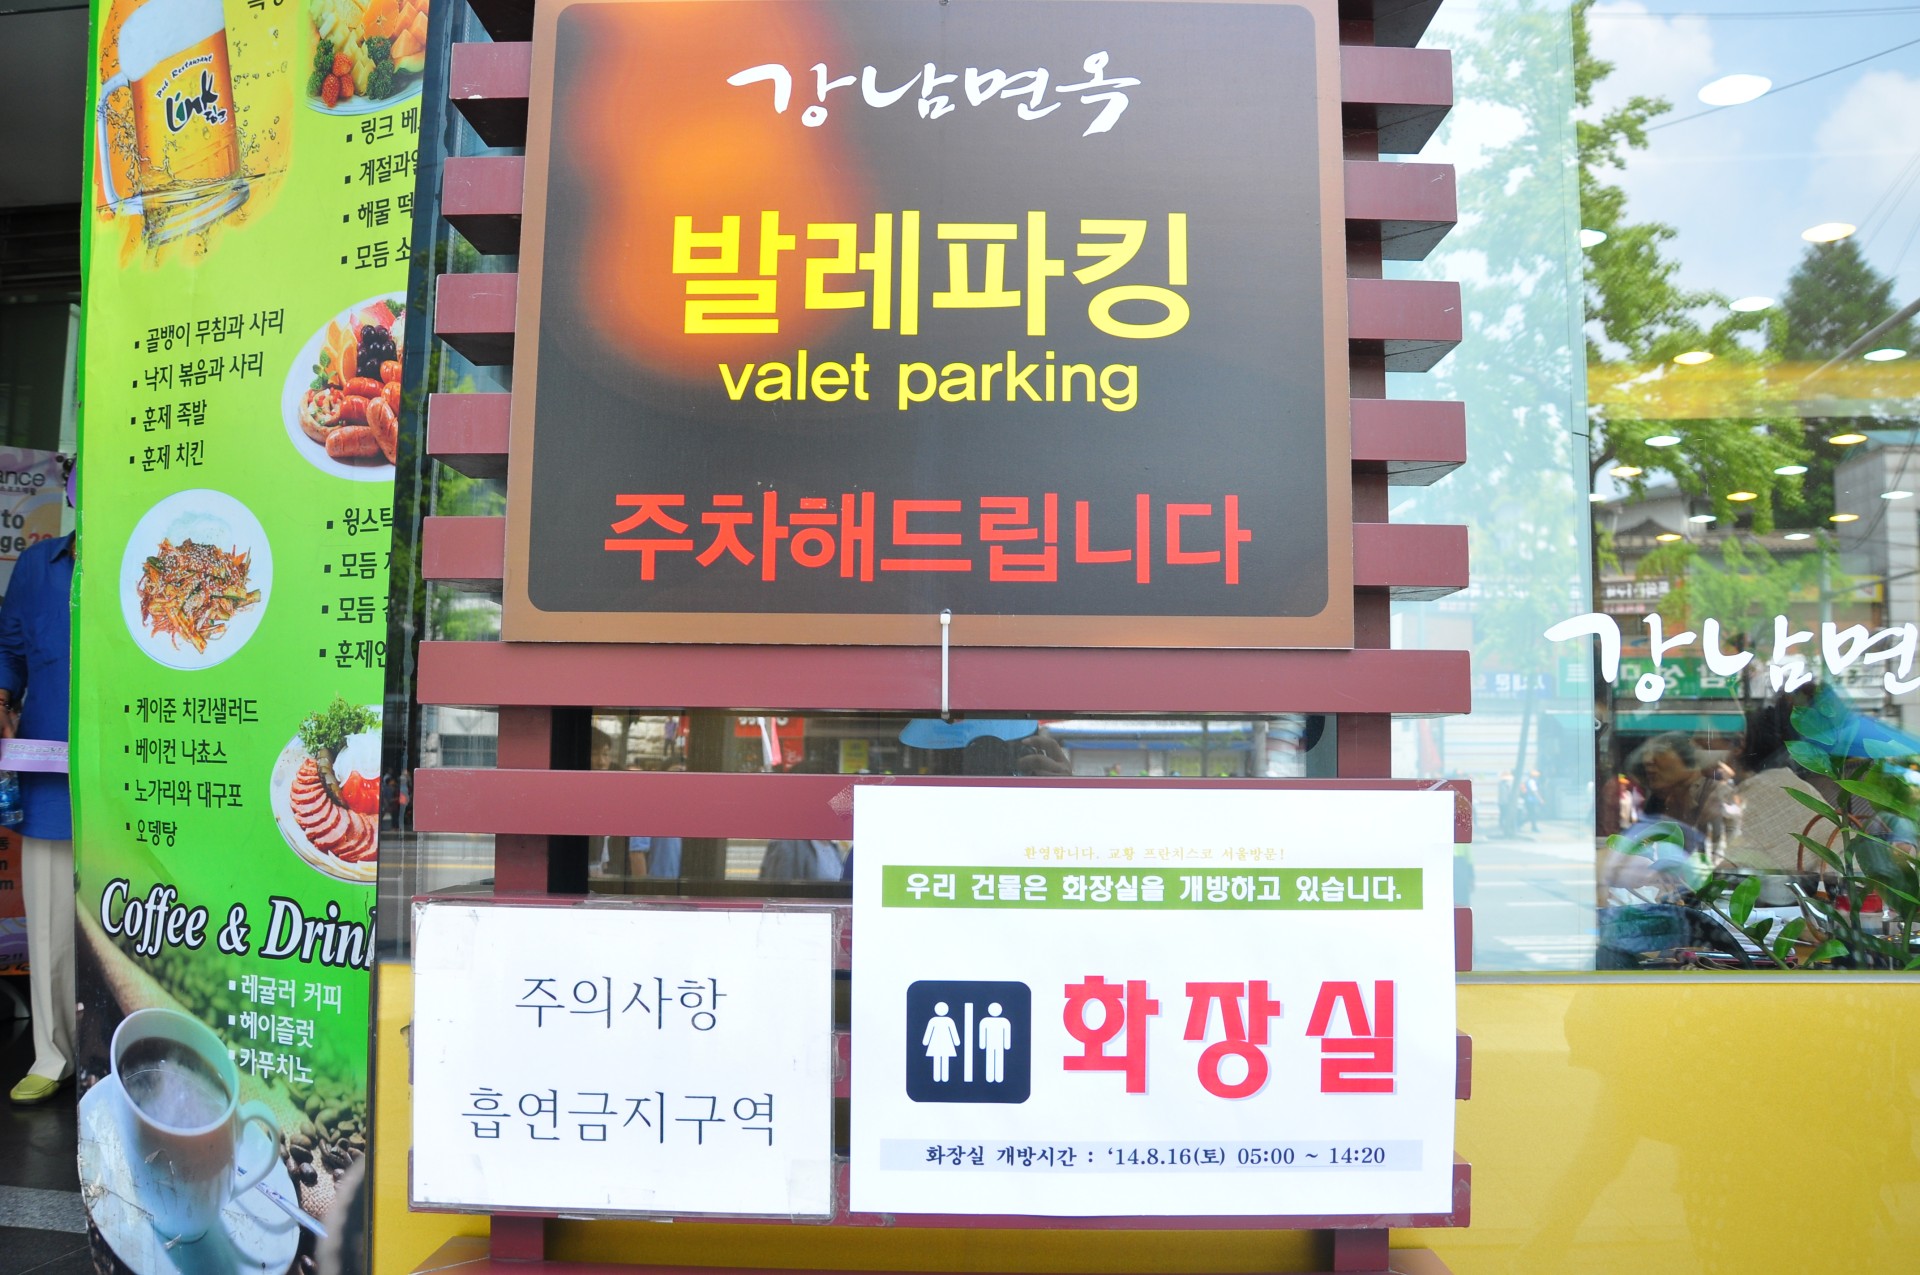 Pub Restaurant
Link
링크
계절과일
해물
모듬
골뱅이 무침과 사리
낙지 볶음과 사리
훈제 족발
훈제 치킨
윙스틱
모듬
모듬
케이준 치킨샐러드
베이컨 나쵸스
노가리와 대구포
오뎅탕
Coffee & Drin
레귤러 커피
헤이즐럿
카푸치노
강남면옥
발레파킹
valet parking
주차해드립니다
주의사항
흡연금지구역
환영합니다. 교황 프란치스코 서울방문!
우리 건물은 화장실을 개방하고 있습니다.
화장실
화장실 개방시간 : ‘14.8.16(토) 05:00 ~ 14:20
강남면